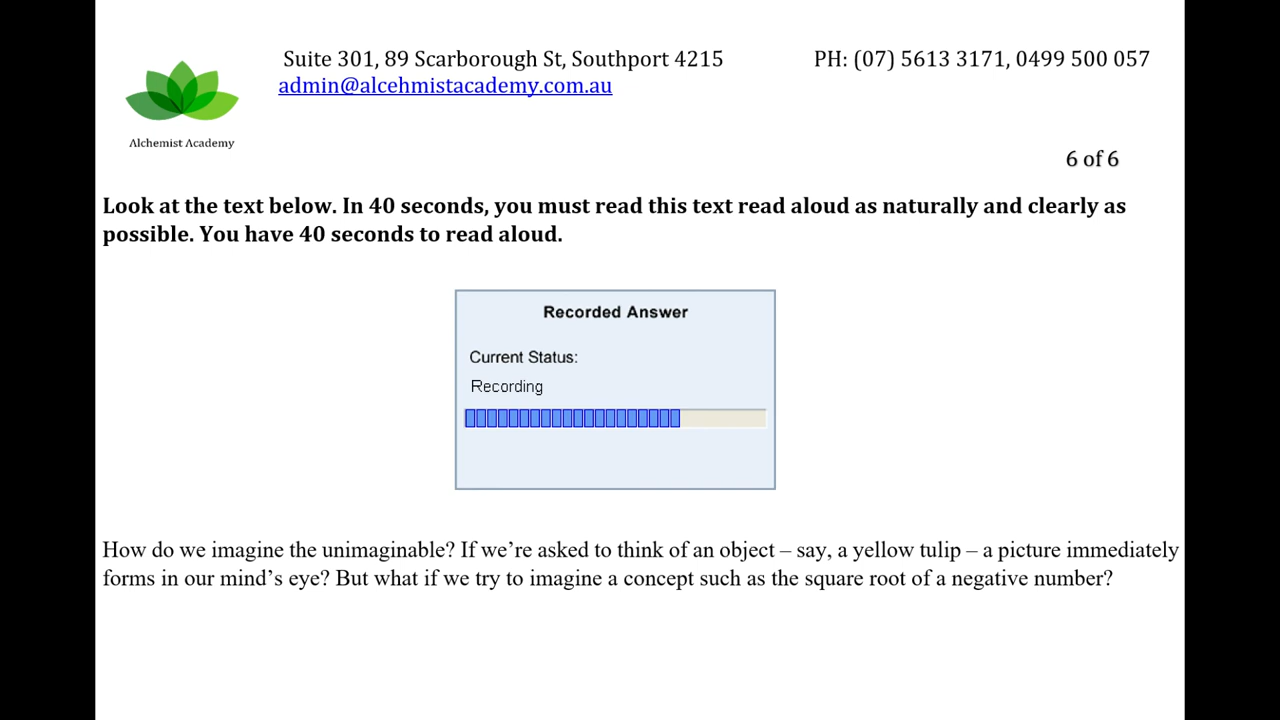 Suite 301, 89 Scarborough St, Southport 4215 PH: (07) 5613 3171, 0499 500 057
admin@alcehmistacademy.com.au
Alchemist Academy
6 of 6
Look at the text below. In 40 seconds, you must read this text read aloud as naturally and clearly as
possible. You have 40 seconds to read aloud.
Recorded Answer
Current Status:
Recording
How do we imagine the unimaginable? If we’re asked to think of an object – say, a yellow tulip – a picture immediately
forms in our mind’s eye? But what if we try to imagine a concept such as the square root of a negative number?